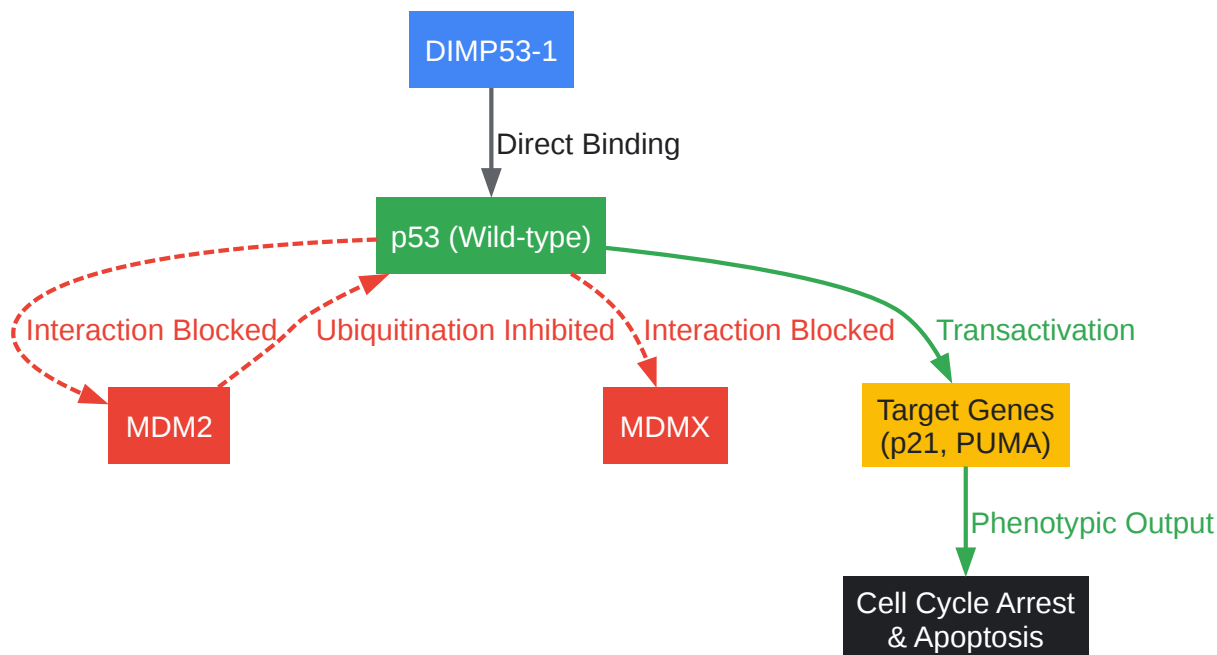 DIMP53-1
Direct Binding
p53 (Wild-type)
Interaction Blocked
Ubiquitination Inhibited
Interaction Blocked
Transactivation
MDM2
MDMX
Target Genes
(p21, PUMA)
Phenotypic Output
Cell Cycle Arrest
& Apoptosis